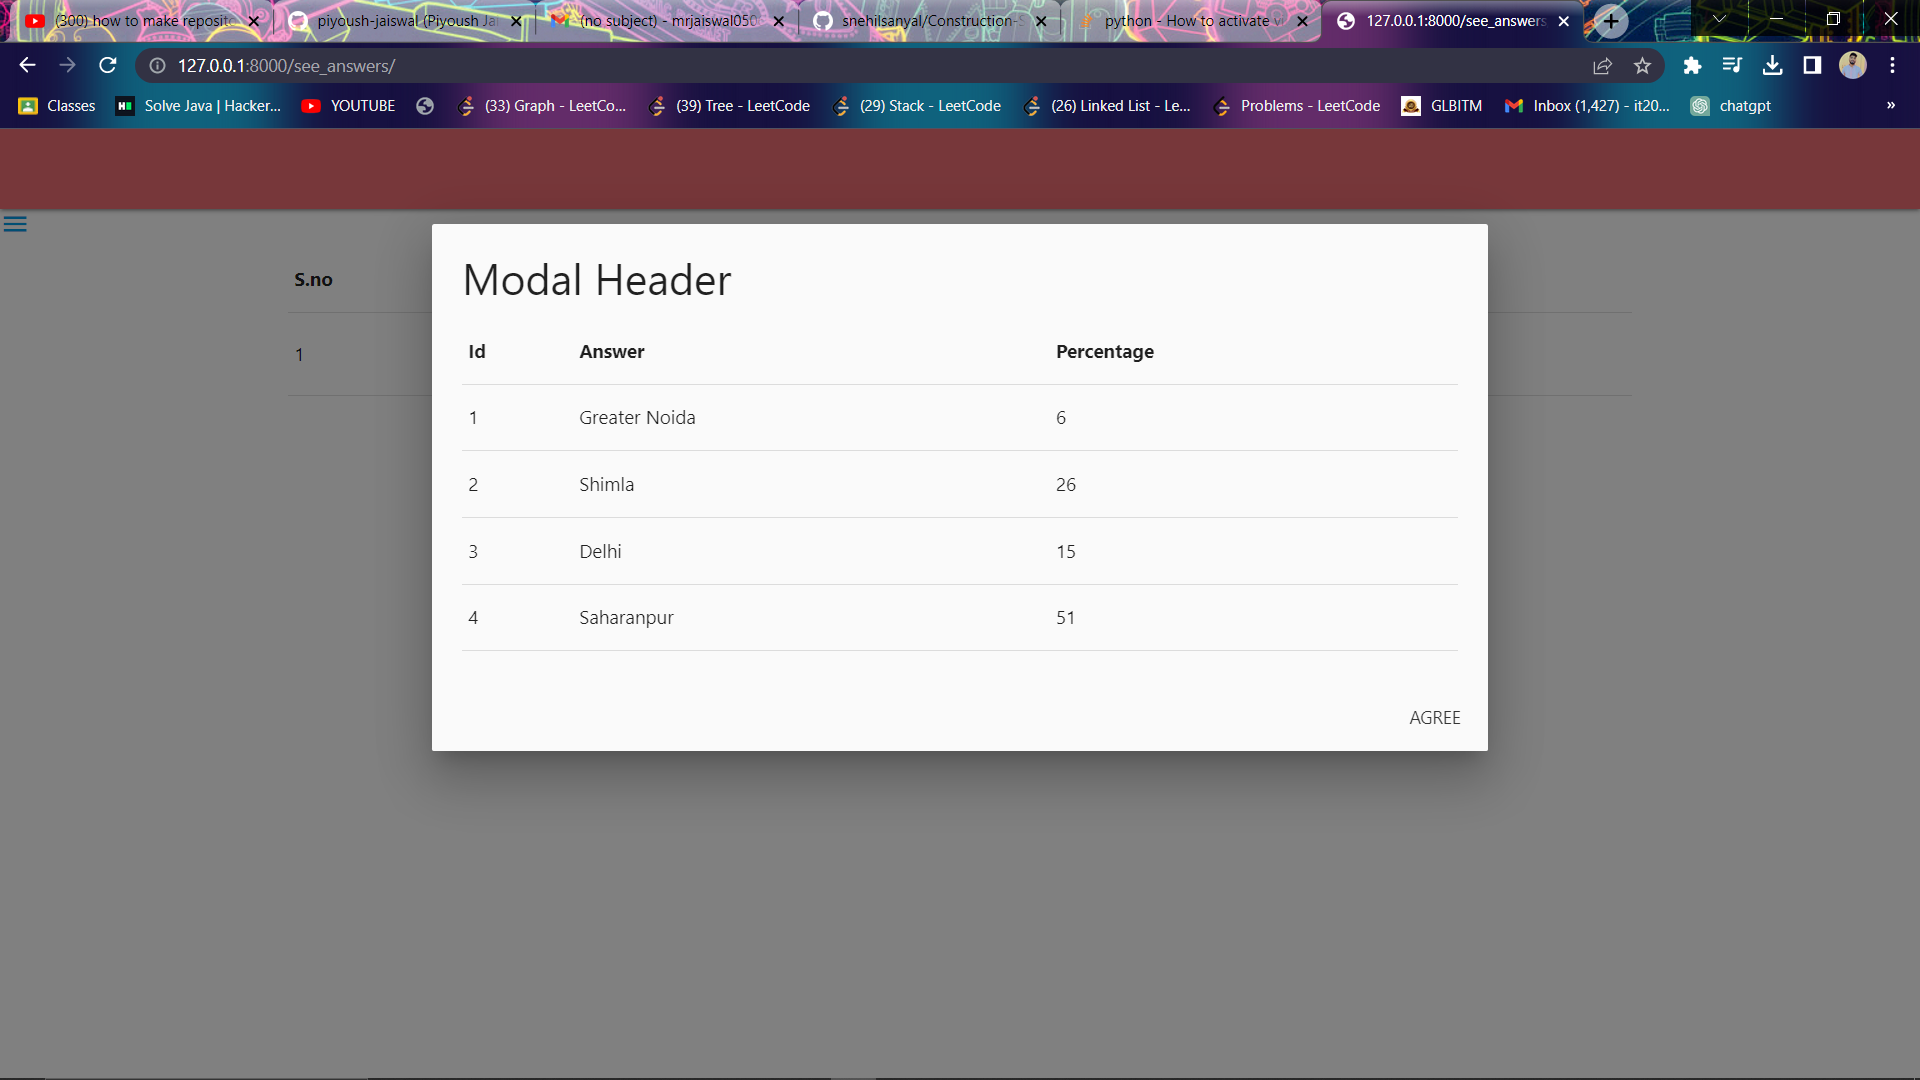 (300) how to make reposit
piyoush-jaiswal (Piyoush Ja
(no subject) - mrjaiswal050
snehilsanyal/Construction-S
python - How to activate vi
127.0.0.1:8000/see_answers
127.0.0.1:8000/see_answers/
Classes
Solve Java | Hacker...
YOUTUBE
(33) Graph - LeetCo...
(39) Tree - LeetCode
(29) Stack - LeetCode
(26) Linked List - Le...
Problems - LeetCode
GLBITM
Inbox (1,427) - it20...
chatgpt
»
S.no
1
Modal Header
Id Answer Percentage
1 Greater Noida 6
2 Shimla 26
3 Delhi 15
4 Saharanpur 51
AGREE